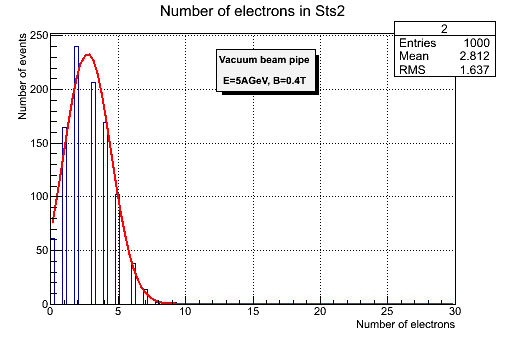 Number of electrons in Sts2
2
Entries 1000
Mean 2.812
RMS 1.637
Vacuum beam pipe
E=5AGeV, B=0.4T
Number of events
250
200
150
100
50
0
0 5 10 15 20 25 30
Number of electrons